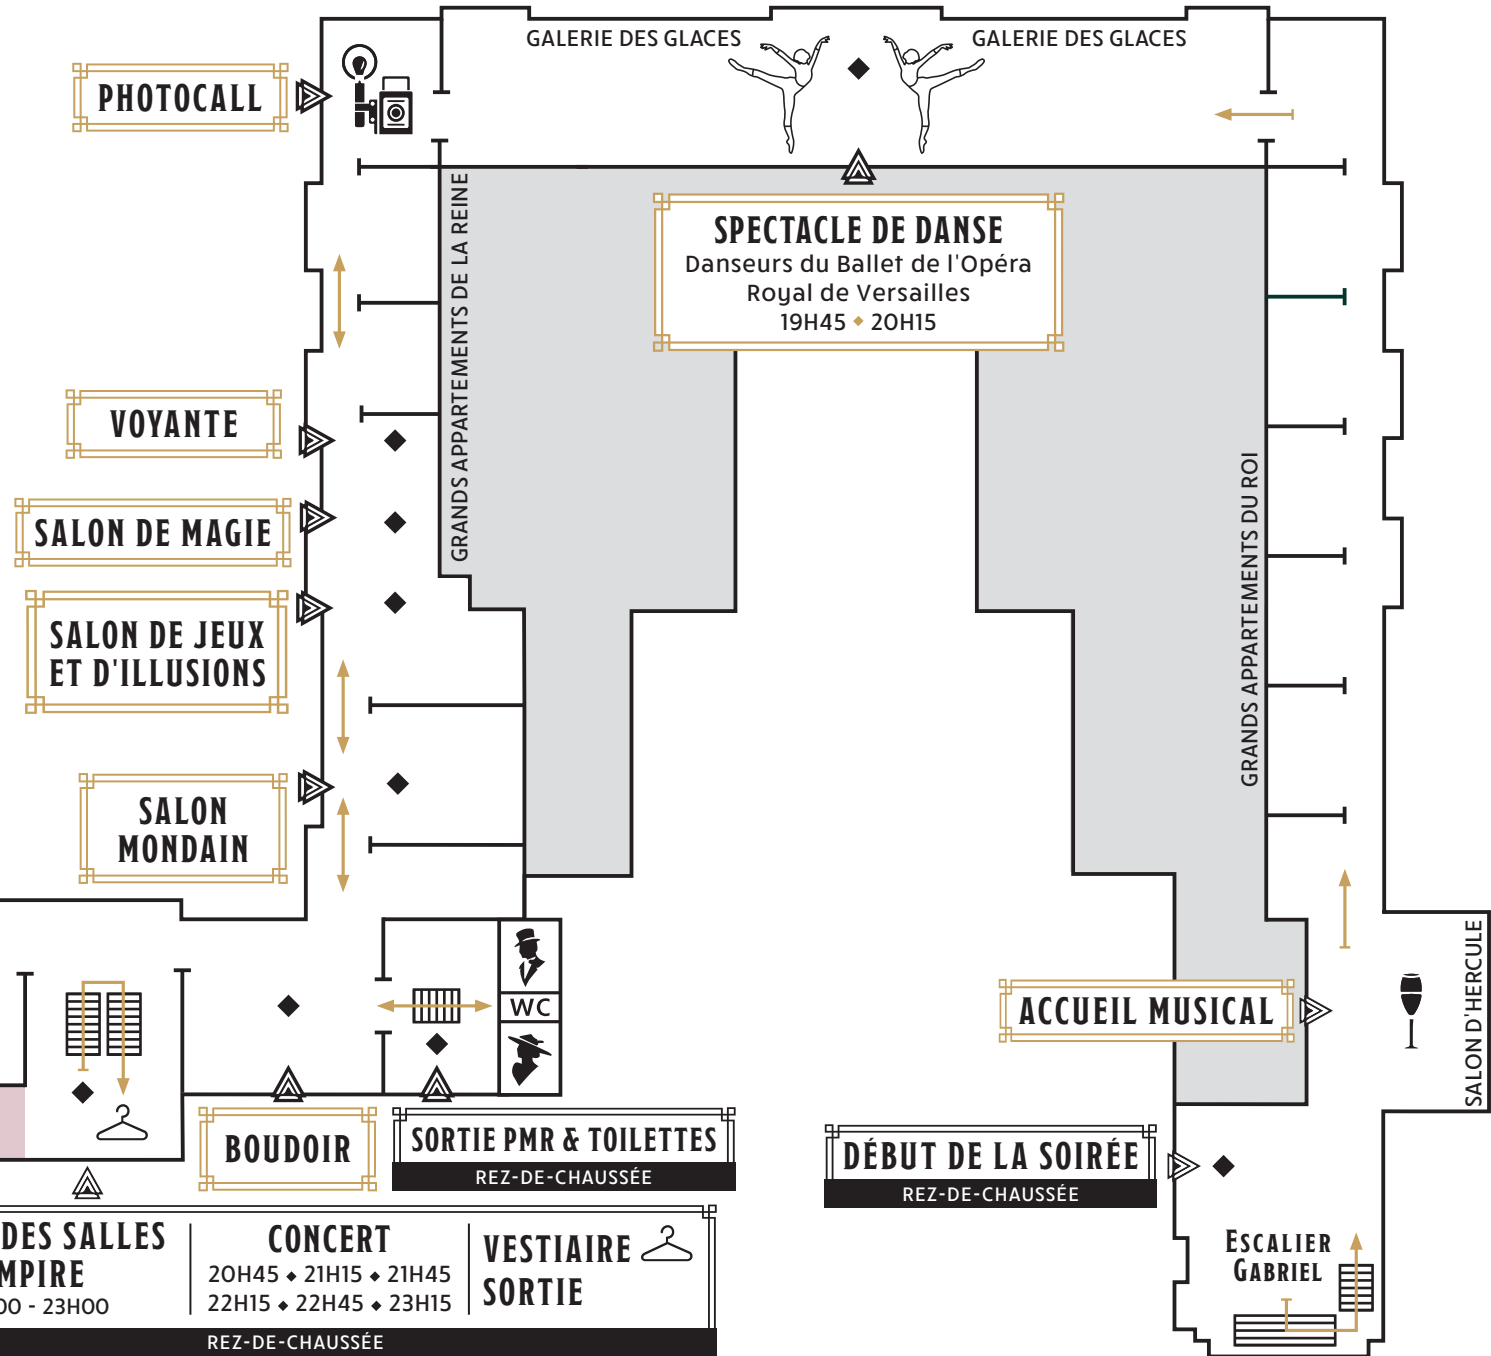 GALERIE DES GLACES
GALERIE DES GLACES
PHOTOCALL
GRANDS APPARTEMENTS DE LA REINE
SPECTACLE DE DANSE
Danseurs du Ballet de l'Opéra
Royal de Versailles
19H45 ◆ 20H15
VOYANTE
SALON DE MAGIE
SALON DE JEUX
ET D'ILLUSIONS
GRANDS APPARTEMENTS DU ROI
SALON
MONDAIN
WC
ACCUEIL MUSICAL
SALON D'HERCULE
BOUDOIR
SORTIE PMR & TOILETTES
REZ-DE-CHAUSSÉE
DÉBUT DE LA SOIRÉE
REZ-DE-CHAUSSÉE
ESCALIER
GABRIEL
DES SALLES
MPIRE
00 - 23H00
CONCERT
20H45 ◆ 21H15 ◆ 21H45
22H15 ◆ 22H45 ◆ 23H15
VESTIAIRE
SORTIE
REZ-DE-CHAUSSÉE